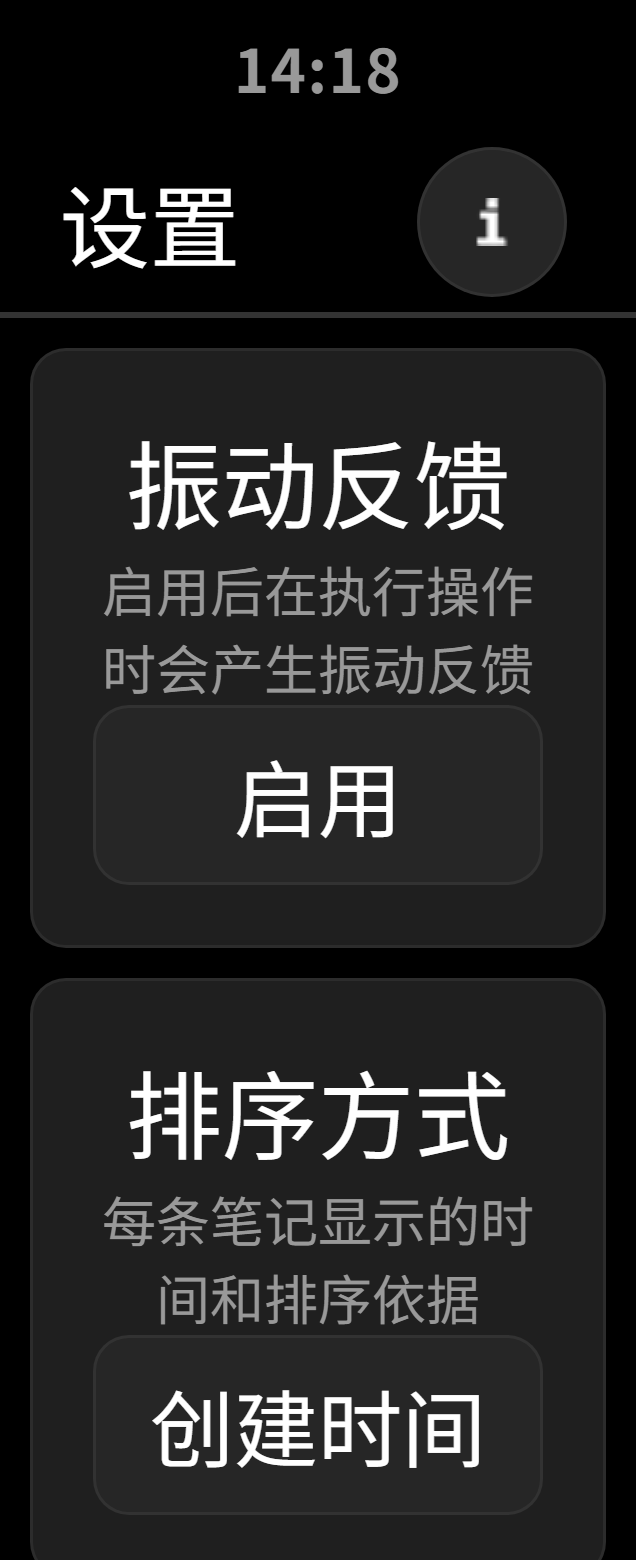 14:18
设置
i
振动反馈
启用后在执行操作
时会产生振动反馈
启用
排序方式
每条笔记显示的时
间和排序依据
创建时间